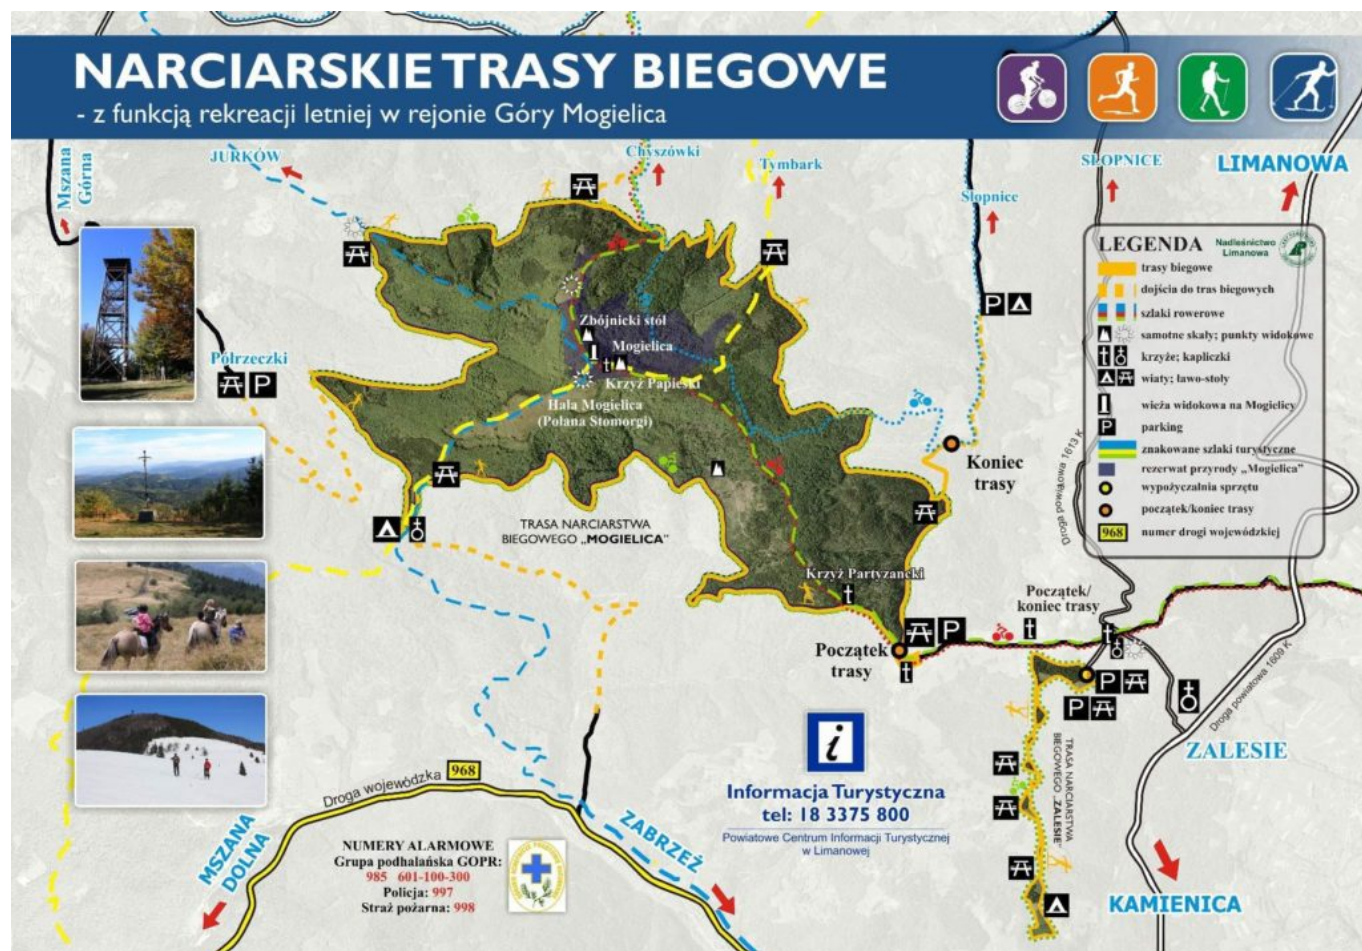 NARCIARSKIE TRASY BIEGOWE
- z funkcją rekreacji letniej w rejonie Góry Mogielica
Mszana
Górna
JURKÓW
Chyszówki
Tymbark
Słopnice
SŁOPNICE
LIMANOWA
LEGENDA
Nadleśnictwo
Limanowa
trasy biegowe
dojścia do tras biegowych
szlaki rowerowe
samotne skały; punkty widokowe
krzyże; kapliczki
wiaty; ławo-stoły
wieża widokowa na Mogielicy
P parking
znakowane szlaki turystyczne
rezerwat przyrody „Mogielica”
wypożyczalnia sprzętu
początek/koniec trasy
968 numer drogi wojewódzkiej
Półrzeczki
P
P
Zbójnicki stół
Mogielica
Krzyż Papieski
Hala Mogielica
(Polana Stomorgi)
Koniec
trasy
Droga powiatowa 1613 K
TRASA NARCIARSTWA
BIEGOWEGO „MOGIELICA”
Krzyż Partyzancki
Początek/
koniec trasy
P
Początek
trasy
P
P
Droga powiatowa 1609 K
ZALESIE
TRASA NARCIARSTWA
BIEGOWEGO „ZALESIE”
i
Informacja Turystyczna
tel: 18 3375 800
Powiatowe Centrum Informacji Turystycznej
w Limanowej
Droga wojewódzka
968
MSZANA
DOLNA
ZABRZEŻ
KAMIENICA
NUMERY ALARMOWE
Grupa podhalańska GOPR:
985 601-100-300
Policja: 997
Straż pożarna: 998